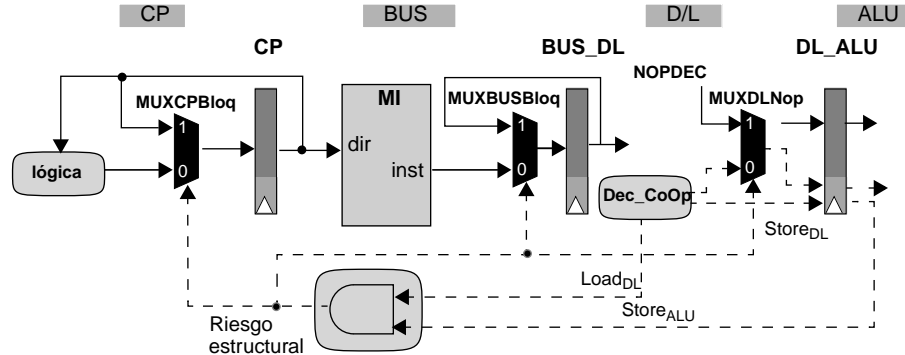 CP
BUS
D/L
ALU
CP
BUS_DL
DL_ALU
NOPDEC
MUXCPBloq
MI
MUXBUSBloq
MUXDLNop
1
1
1
dir
lógica
0
inst
0
0
Dec_CoOp
StoreDL
LoadDL
StoreALU
Riesgo
estructural